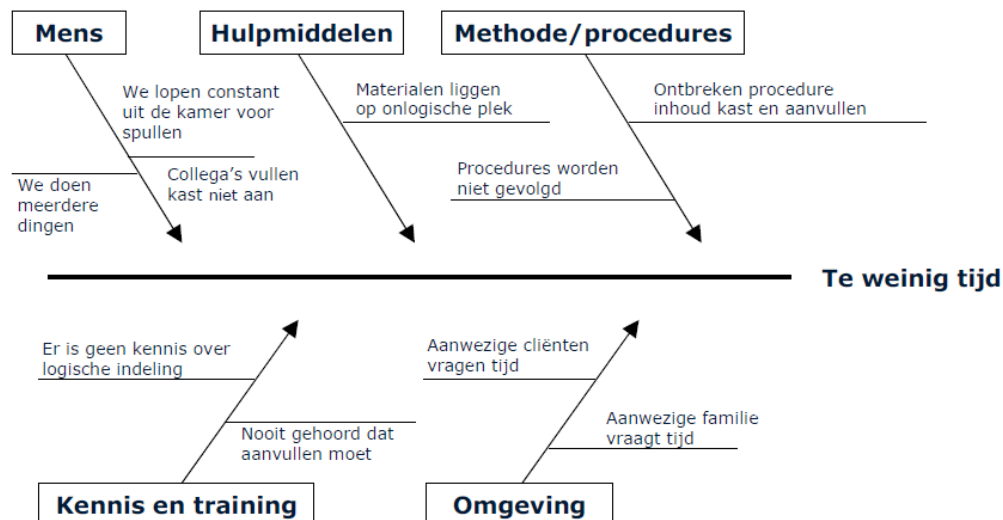 Mens
Hulpmiddelen
Methode/procedures
We lopen constant
uit de kamer voor
spullen
Collega's vullen
kast niet aan
We doen
meerdere
dingen
Materialen liggen
op onlogische plek
Ontbreken procedure
inhoud kast en aanvullen
Procedures worden
niet gevolgd
Te weinig tijd
Er is geen kennis over
logische indeling
Nooit gehoord dat
aanvullen moet
Aanwezige cliënten
vragen tijd
Aanwezige familie
vraagt tijd
Kennis en training
Omgeving